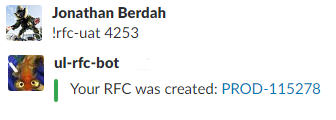 Jonathan Berdah
!rfc-uat 4253
ul-rfc-bot
Your RFC was created: PROD-115278